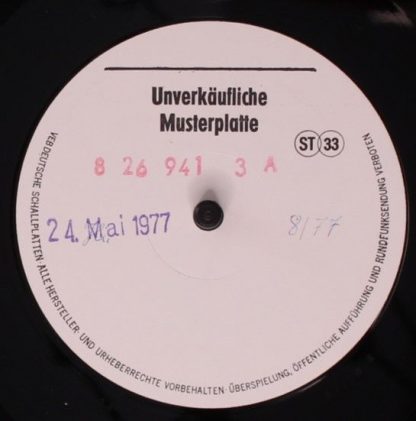 Unverkäufliche
Musterplatte
ST 33
8 26 941 3 A
24. Mai 1977
8/77
VEB DEUTSCHE SCHALLPLATTEN · ALLE HERSTELLER- UND URHEBERRECHTE VORBEHALTEN · ÜBERSPIELUNG, ÖFFENTLICHE AUFFÜHRUNG UND RUNDFUNKSENDUNG VERBOTEN